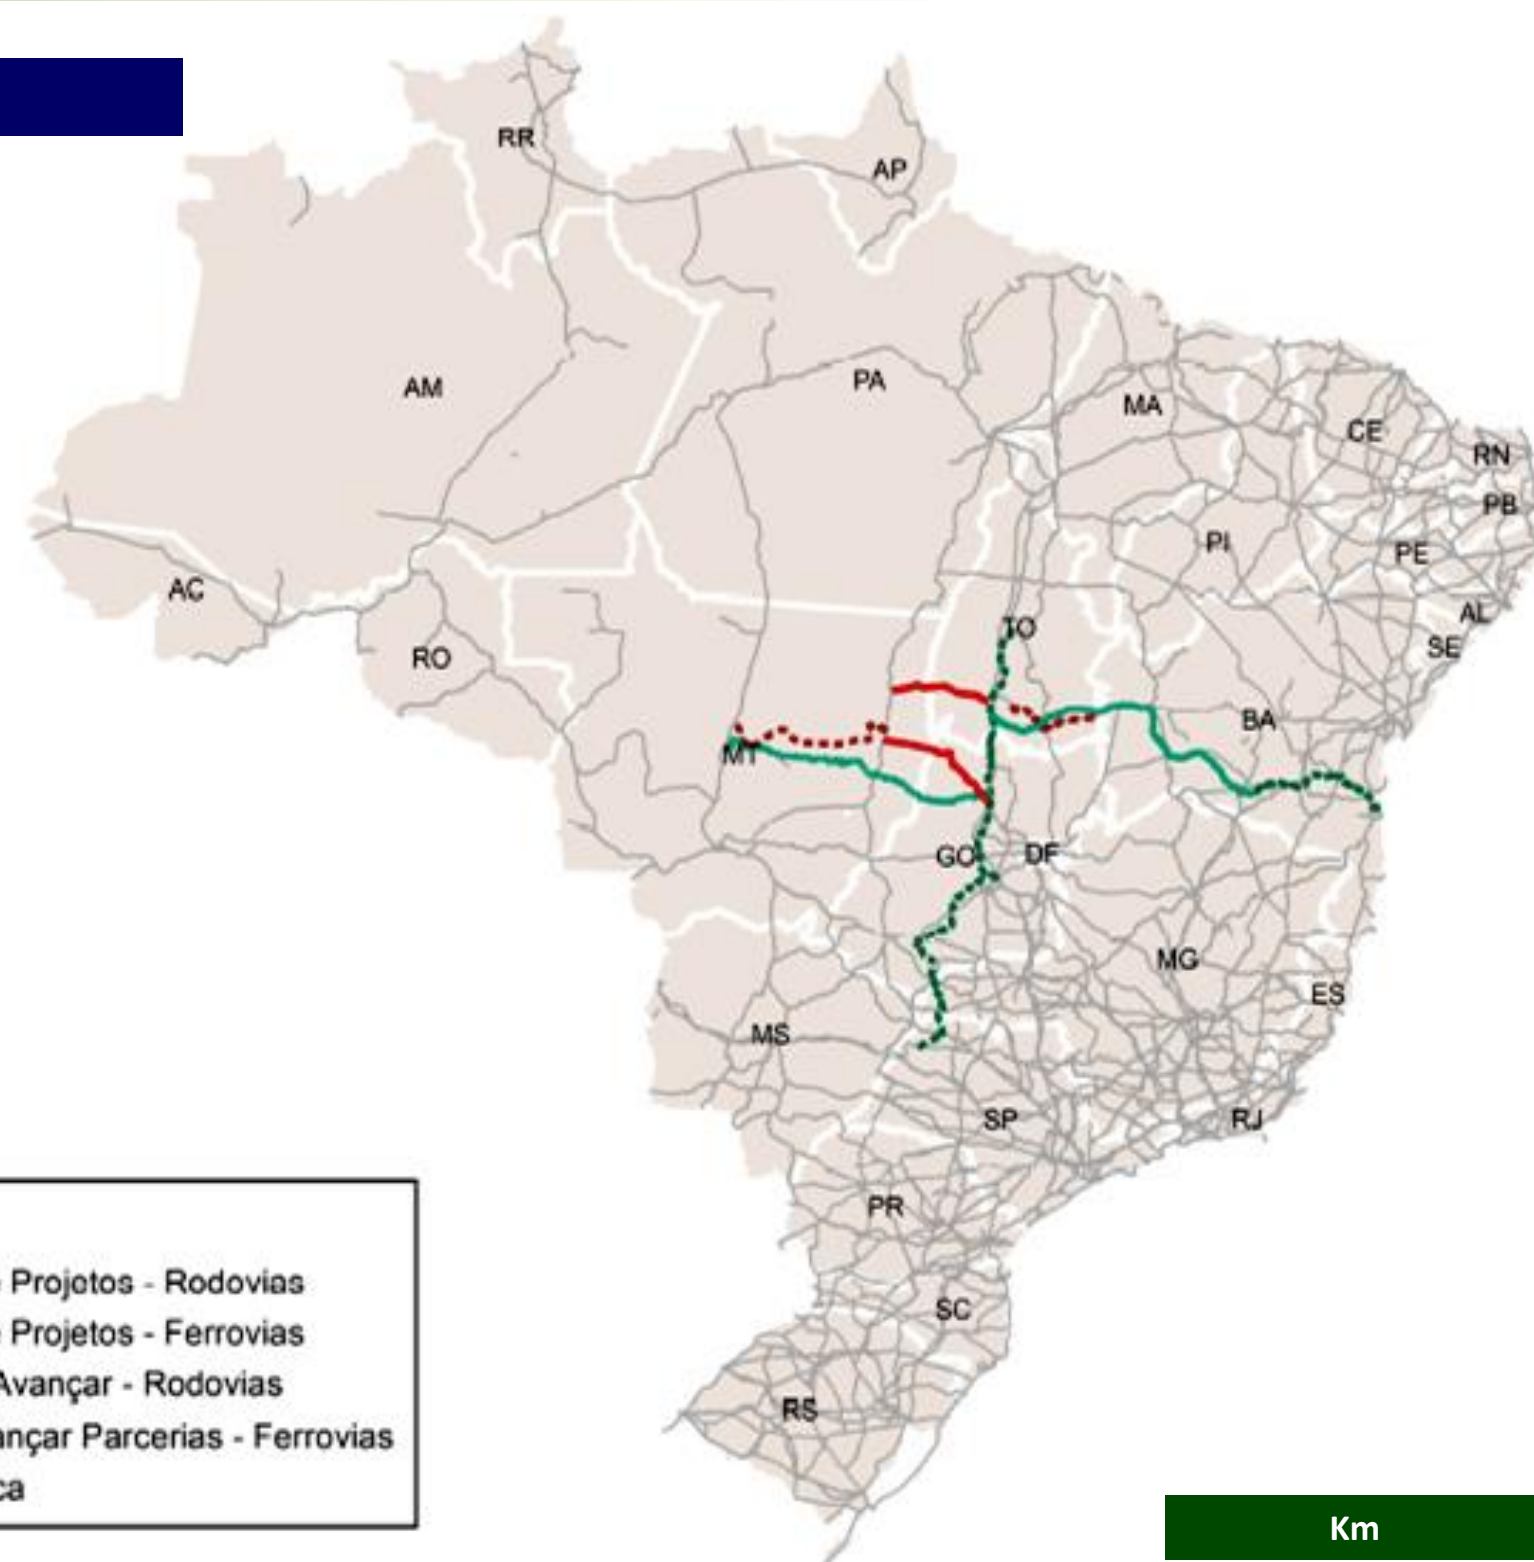 RR
AP
AM
PA
MA
CE
RN
PB
PI
PE
AC
AL
TO
SE
RO
BA
MT
GO
DF
MG
ES
MS
SP
RJ
PR
Projetos - Rodovias
SC
Projetos - Ferrovias
Avançar - Rodovias
RS
ançar Parcerias - Ferrovias
ca
Km